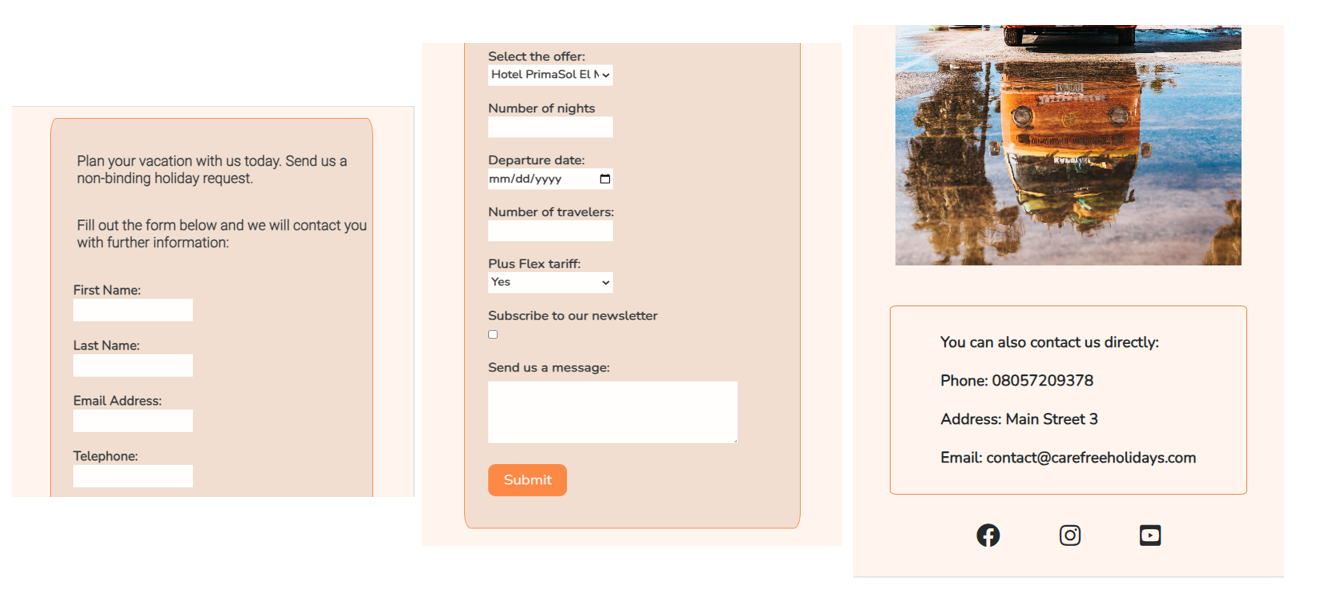 Plan your vacation with us today. Send us a
non-binding holiday request.
Fill out the form below and we will contact you
with further information:
First Name:
Last Name:
Email Address:
Telephone:
Select the offer:
Hotel PrimaSol El
Number of nights
Departure date:
mm/dd/yyyy
Number of travelers:
Plus Flex tariff:
Yes
Subscribe to our newsletter
Send us a message:
Submit
You can also contact us directly:
Phone: 08057209378
Address: Main Street 3
Email: contact@carefreeholidays.com